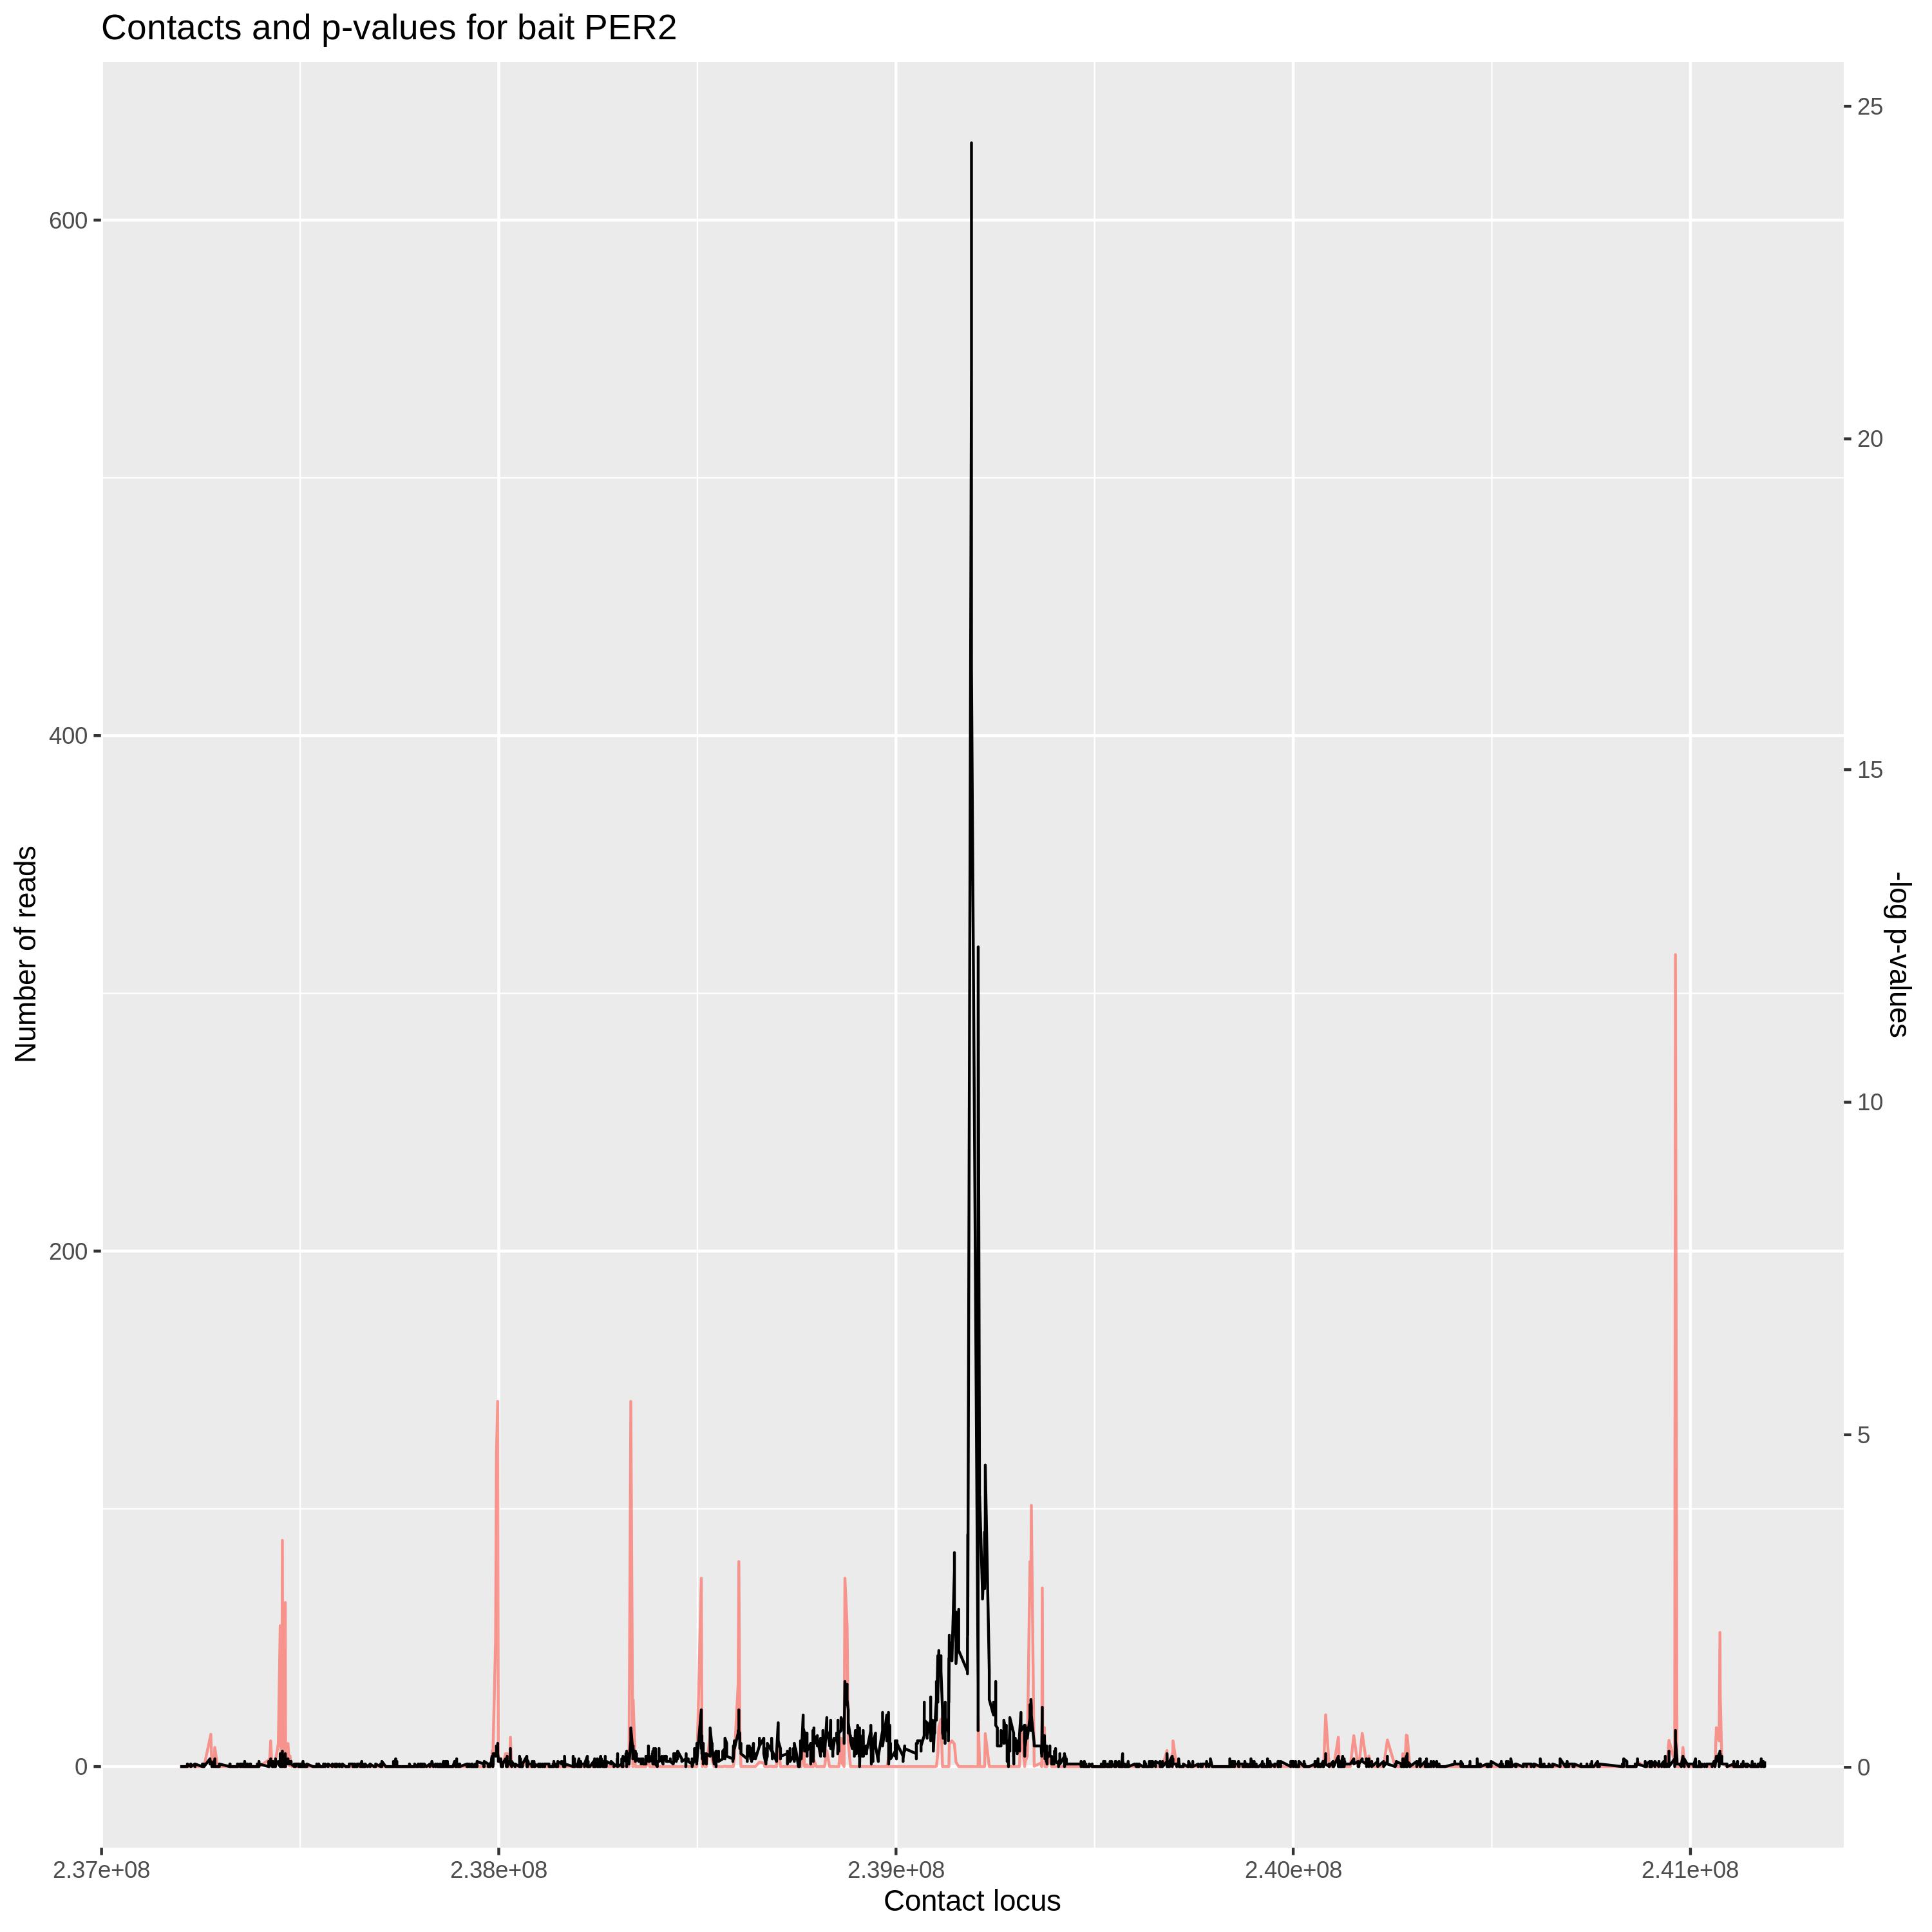 Contacts and p-values for bait PER2
25
600
20
400
15
Number of reads
-log p-values
10
200
5
0
0
2.37e+08
2.38e+08
2.39e+08
2.40e+08
2.41e+08
Contact locus